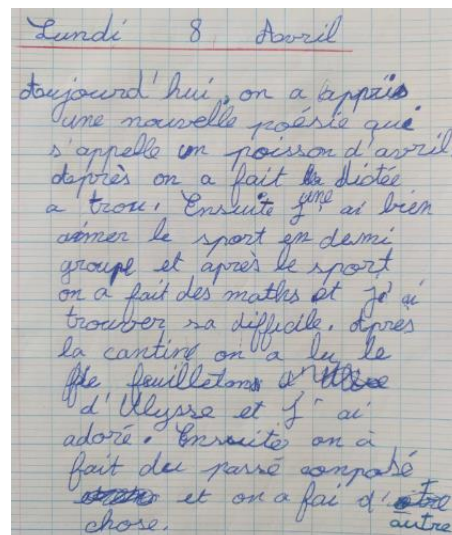 Lundi 8 Avril
Aujourd'hui, on a appris
une nouvelle poésie qui
s'appelle un poisson d'avril.
Après on a fait une dictée
a trou. Ensuite j'ai bien
aimer le sport en demi
groupe et après le sport
on a fait des maths et j'ai
trouver sa difficile. Après
la cantine on a lu le
feuilleton
d'Ulysse et j'ai
adoré. Ensuite on à
fait du passé composé
et on a fai d'autre
chose.